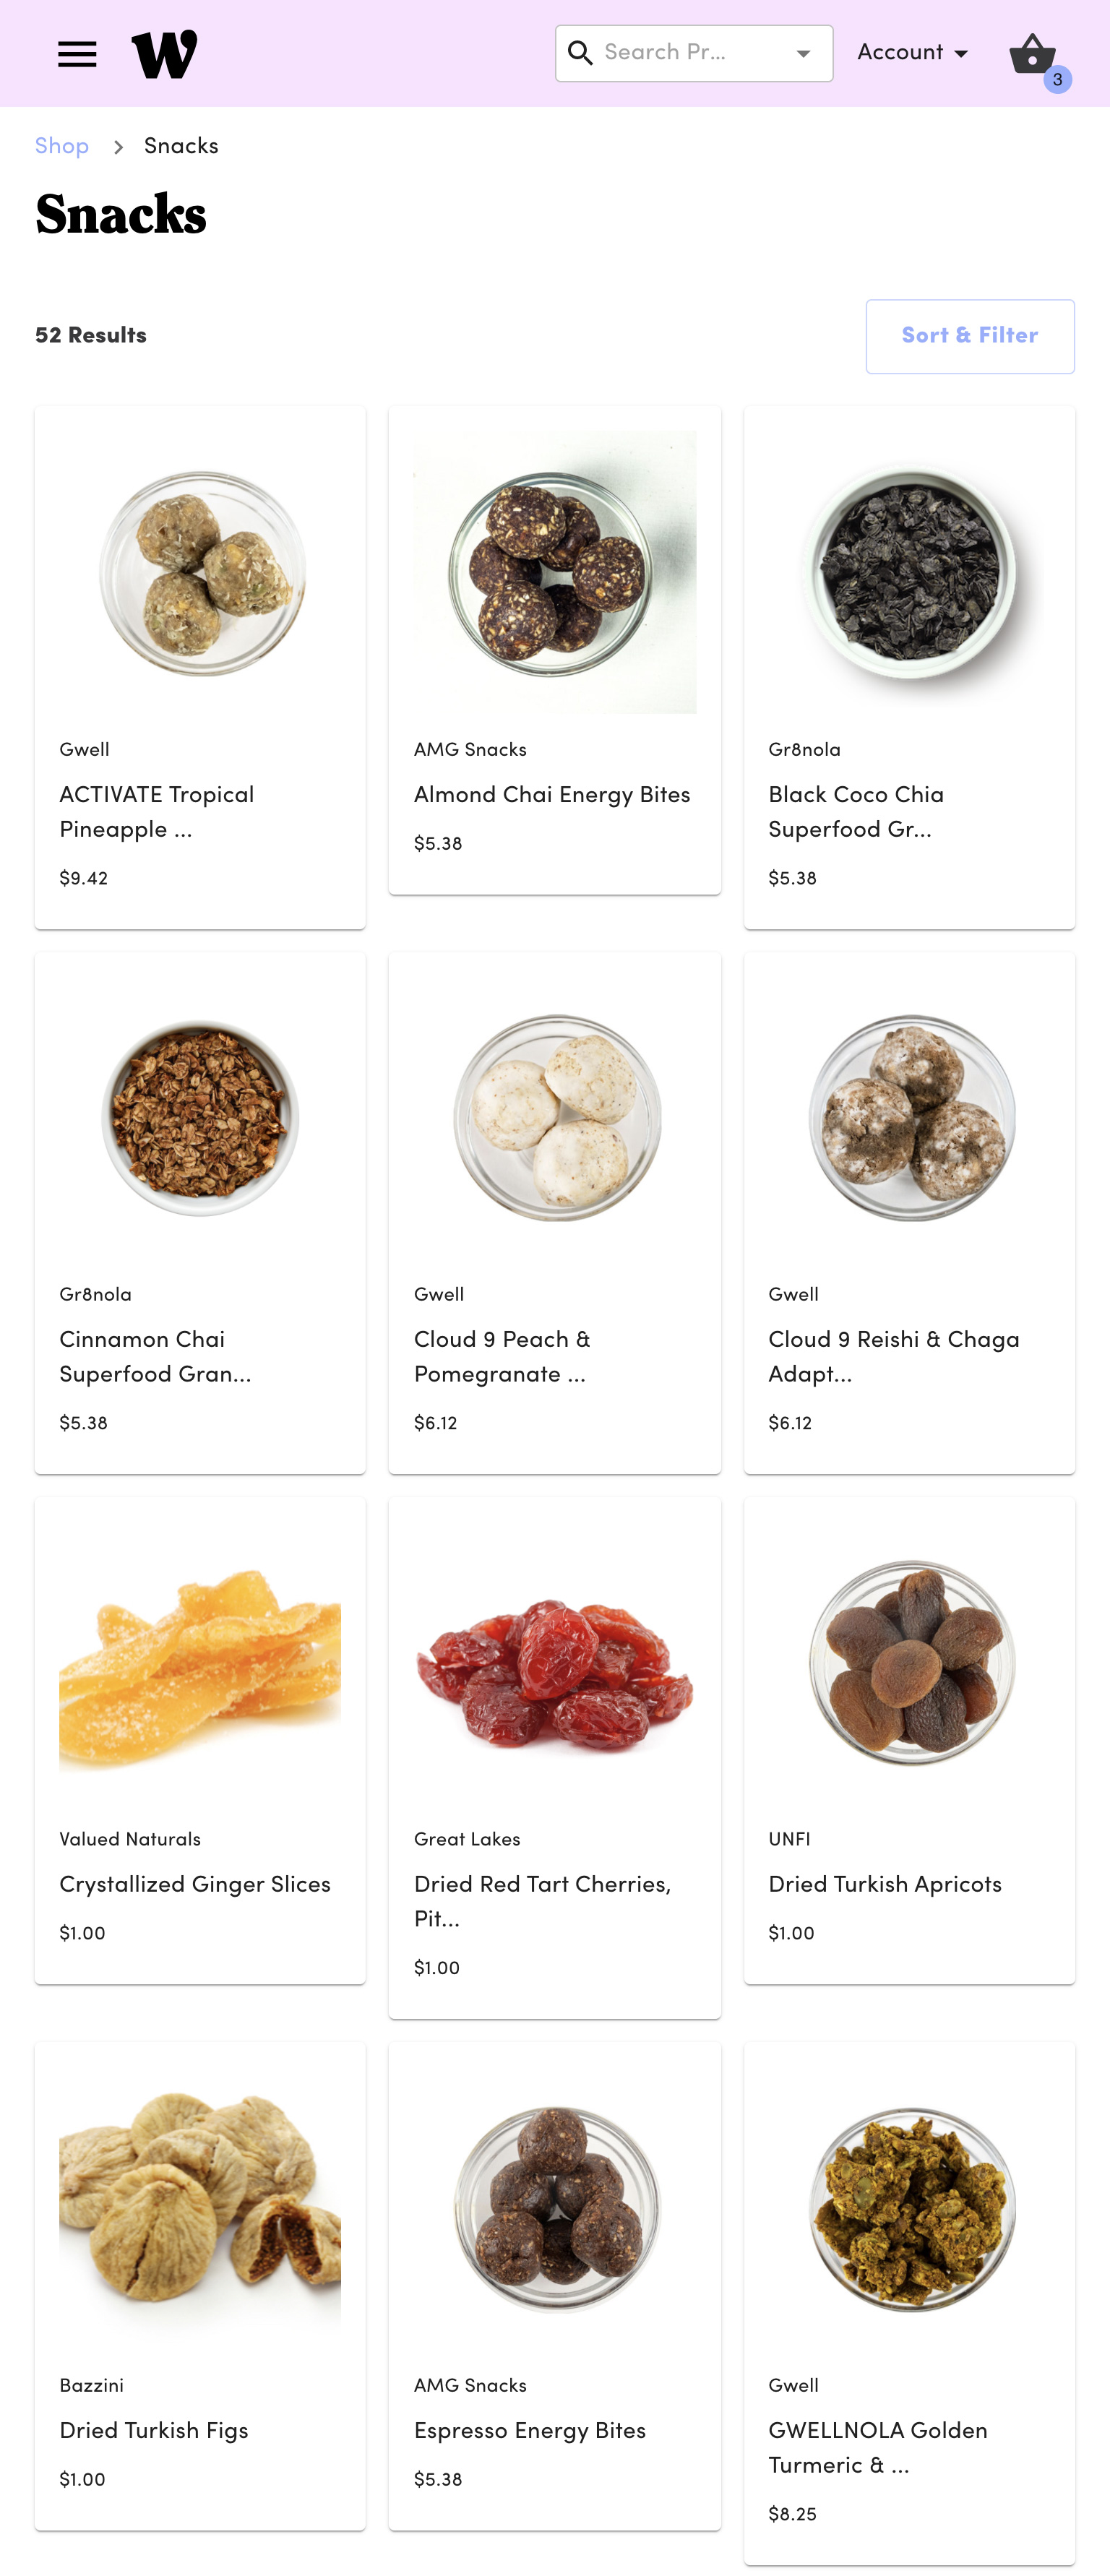 W
Search Pr...
Account
3
Shop
Snacks
Snacks
52 Results
Sort & Filter
Gwell
ACTIVATE Tropical
Pineapple ...
$9.42
AMG Snacks
Almond Chai Energy Bites
$5.38
Gr8nola
Black Coco Chia
Superfood Gr...
$5.38
Gr8nola
Cinnamon Chai
Superfood Gran...
$5.38
Gwell
Cloud 9 Peach &
Pomegranate ...
$6.12
Gwell
Cloud 9 Reishi & Chaga
Adapt...
$6.12
Valued Naturals
Crystallized Ginger Slices
$1.00
Great Lakes
Dried Red Tart Cherries,
Pit...
$1.00
UNFI
Dried Turkish Apricots
$1.00
Bazzini
Dried Turkish Figs
$1.00
AMG Snacks
Espresso Energy Bites
$5.38
Gwell
GWELLNOLA Golden
Turmeric & ...
$8.25